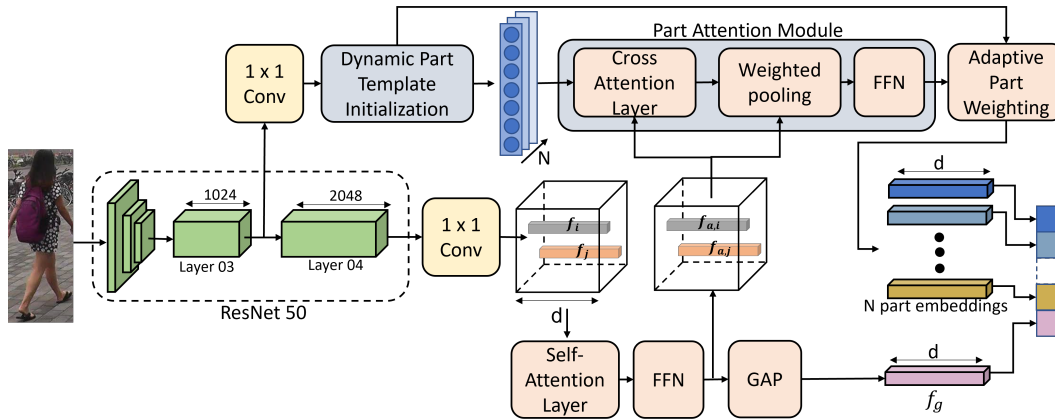 Part Attention Module
1 x 1
Conv
Dynamic Part
Template
Initialization
N
Cross
Attention
Layer
Weighted
pooling
FFN
Adaptive
Part
Weighting
1024
Layer 03
2048
Layer 04
ResNet 50
1 x 1
Conv
f_i
f_j
d
f_{a,i}
f_{a,j}
d
N part embeddings
Self-
Attention
Layer
FFN
GAP
d
f_g